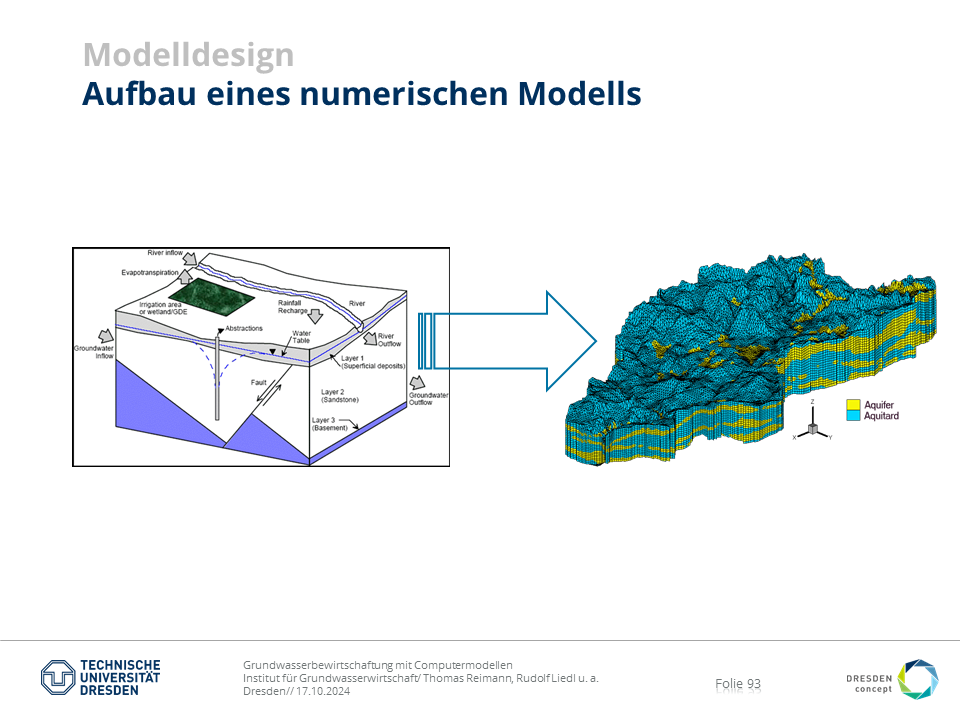 Modelldesign
Aufbau eines numerischen Modells
River inflow
Evapotranspiration
Irrigation area
or wetland/GDE
Rainfall
Recharge
River
Abstractions
Water
Table
River
Outflow
Groundwater
Inflow
Layer 1
(Superficial deposits)
Fault
Layer 2
(Sandstone)
Groundwater
Outflow
Layer 3
(Basement)
Z
X
Y
Aquifer
Aquitard
TECHNISCHE
UNIVERSITÄT
DRESDEN
Grundwasserbewirtschaftung mit Computermodellen
Institut für Grundwasserwirtschaft/ Thomas Reimann, Rudolf Liedl u. a.
Dresden// 17.10.2024
Folie 93
DRESDEN
concept